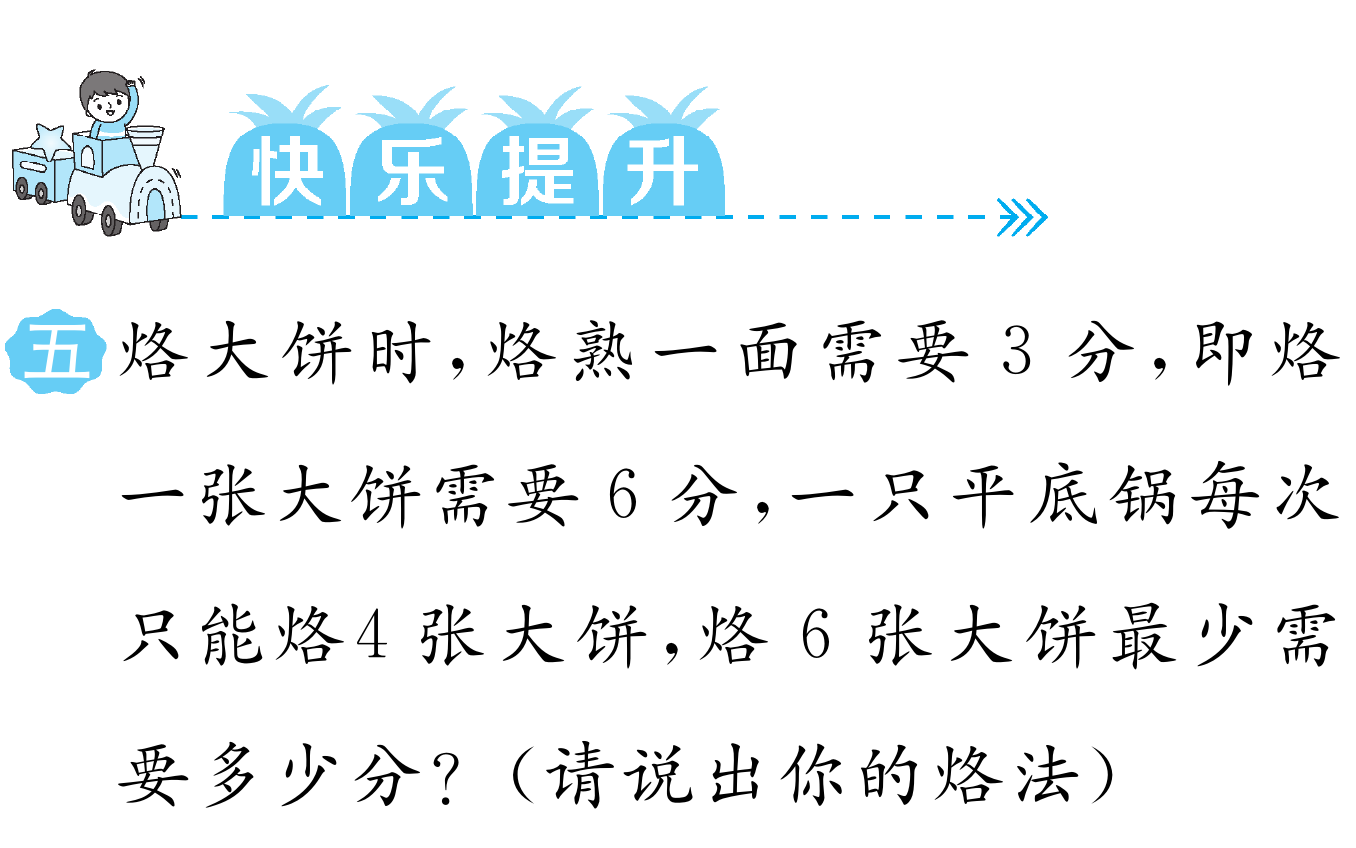 快乐提升
五 烙大饼时,烙熟一面需要3分,即烙
一张大饼需要6分,一只平底锅每次
只能烙4张大饼,烙6张大饼最少需
要多少分?(请说出你的烙法)